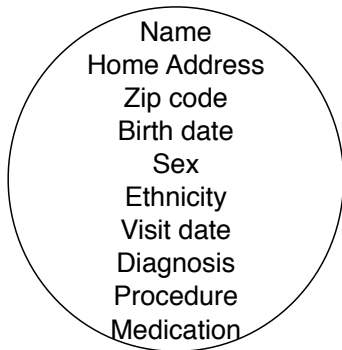 Name
Home Address
Zip code
Birth date
Sex
Ethnicity
Visit date
Diagnosis
Procedure
Medication